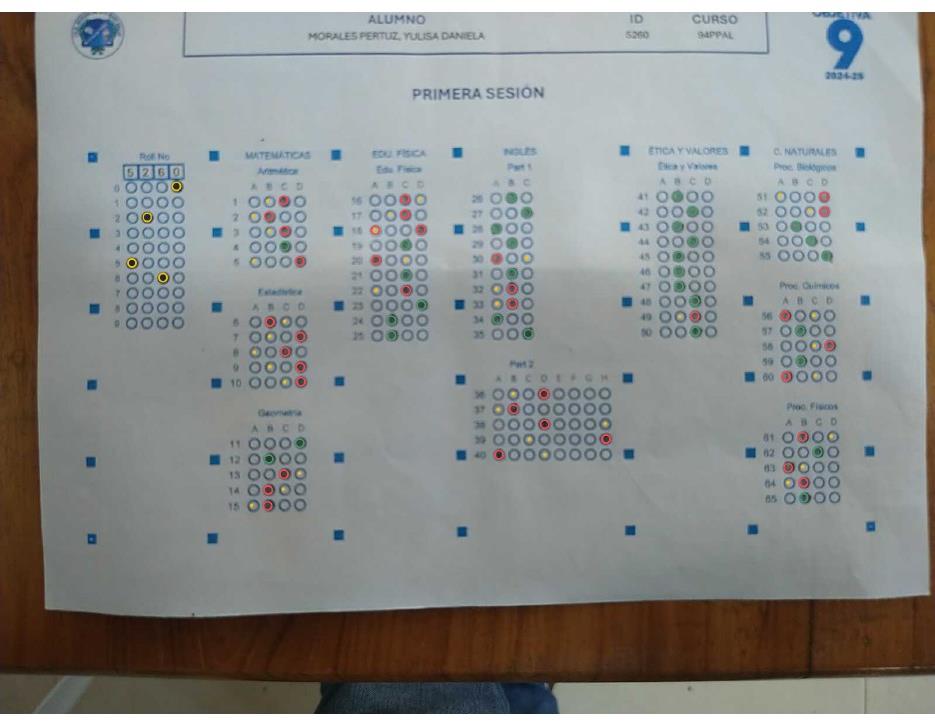 ALUMNO ID CURSO
MORALES PERTUZ, YULISA DANIELA 5260 94PPAL
OBJETIVA
9
2024-25
PRIMERA SESIÓN
Roll No
5 2 6 0
0
1
2
3
4
5
6
7
8
9
MATEMÁTICAS
Aritmética
A B C D
1
2
3
4
5
Estadística
A B C D
6
7
8
9
10
Geometría
A B C D
11
12
13
14
15
EDU. FÍSICA
Edu. Física
A B C D
16
17
18
19
20
21
22
23
24
25
INGLÉS
Part 1
A B C
26
27
28
29
30
31
32
33
34
35
Part 2
A B C D E F G H
36
37
38
39
40
ÉTICA Y VALORES
Ética y Valores
A B C D
41
42
43
44
45
46
47
48
49
50
C. NATURALES
Proc. Biológicos
A B C D
51
52
53
54
55
Proc. Químicos
A B C D
56
57
58
59
60
Proc. Físicos
A B C D
61
62
63
64
65